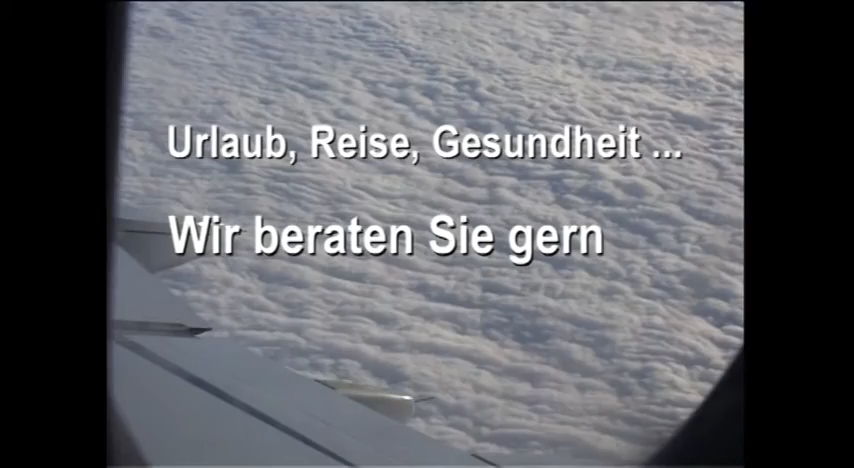 Urlaub, Reise, Gesundheit ...
Wir beraten Sie gern